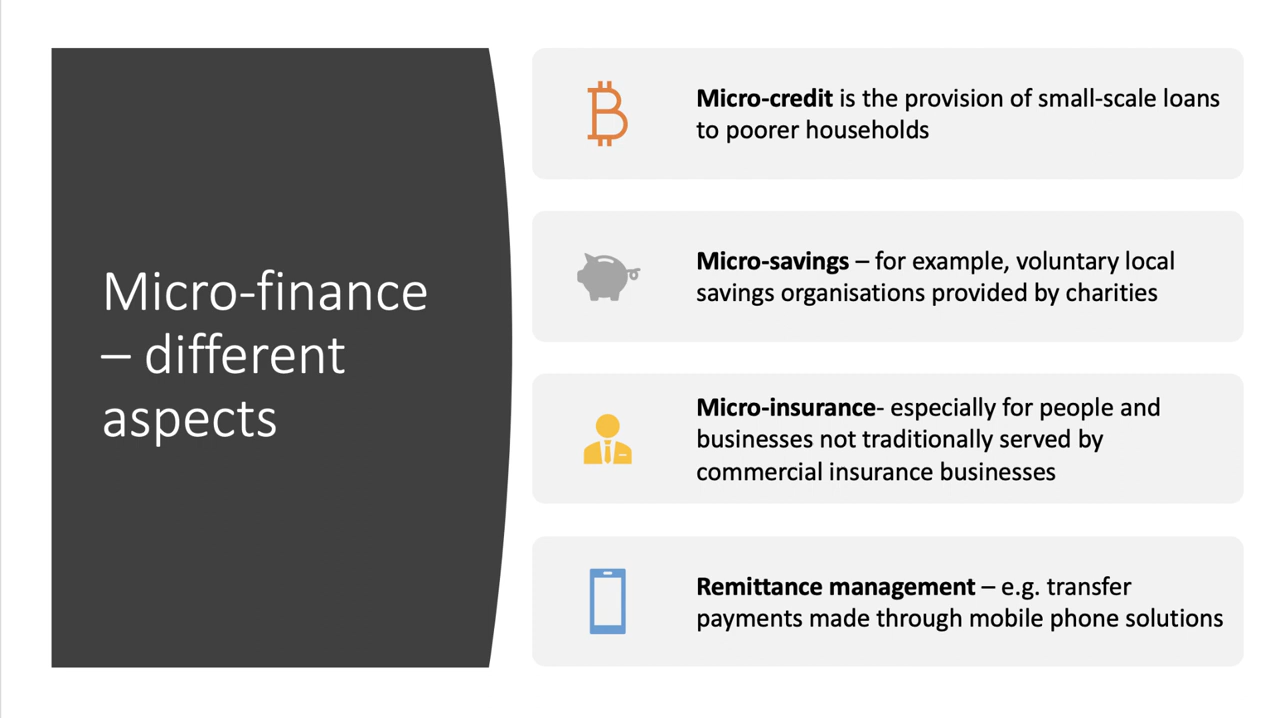 Micro-finance
– different
aspects
Micro-credit is the provision of small-scale loans
to poorer households
Micro-savings – for example, voluntary local
savings organisations provided by charities
Micro-insurance- especially for people and
businesses not traditionally served by
commercial insurance businesses
Remittance management – e.g. transfer
payments made through mobile phone solutions